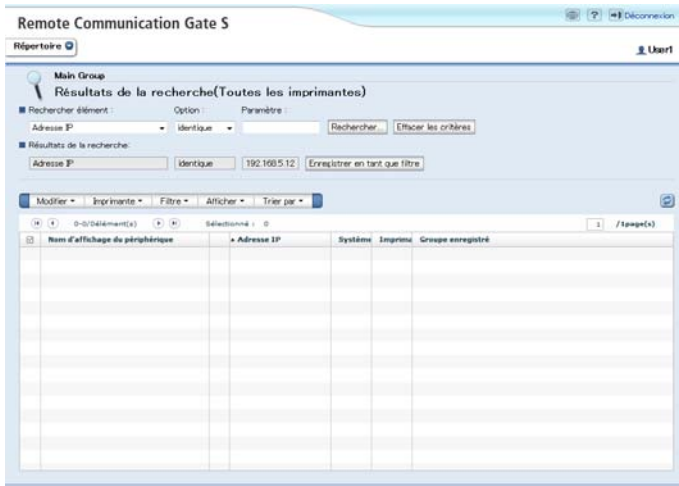 Remote Communication Gate S
? Déconnexion
Répertoire
User1
Main Group
Résultats de la recherche(Toutes les imprimantes)
Rechercher élément : Option : Paramètre :
Adresse IP identique Rechercher... Effacer les critères
Résultats de la recherche:
Adresse IP identique 192.168.5.12 Enregistrer en tant que filtre
Modifier Imprimante Filtre Afficher Trier par
0-0/0élément(s) Sélectionné : 0 1 /1page(s)
Nom d'affichage du périphérique Adresse IP Système Imprima Groupe enregistré